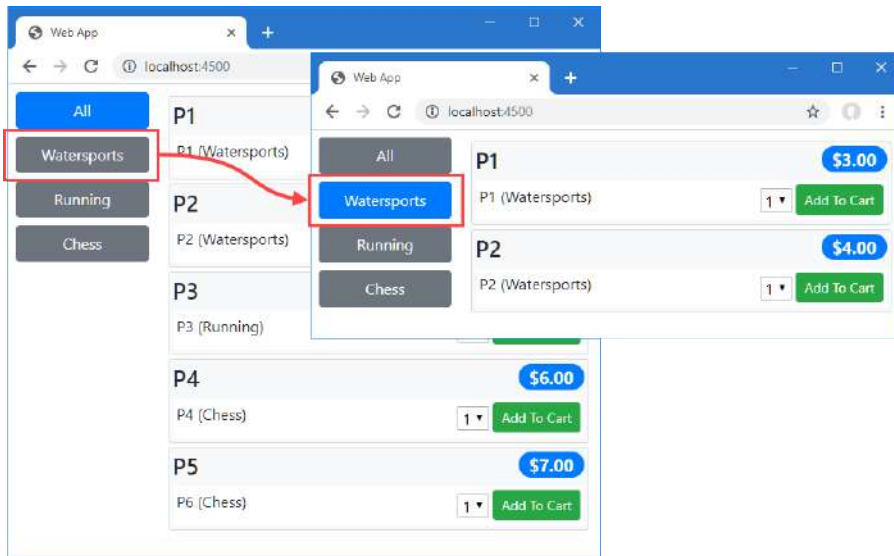 Web App
localhost:4500
All
Watersports
Running
Chess
P1
P1 (Watersports)
P2
P2 (Watersports)
P3
P3 (Running)
P4
$6.00
P4 (Chess)
1
Add To Cart
P5
$7.00
P6 (Chess)
1
Add To Cart
Web App
localhost:4500
All
Watersports
Running
Chess
P1
$3.00
P1 (Watersports)
1
Add To Cart
P2
$4.00
P2 (Watersports)
1
Add To Cart